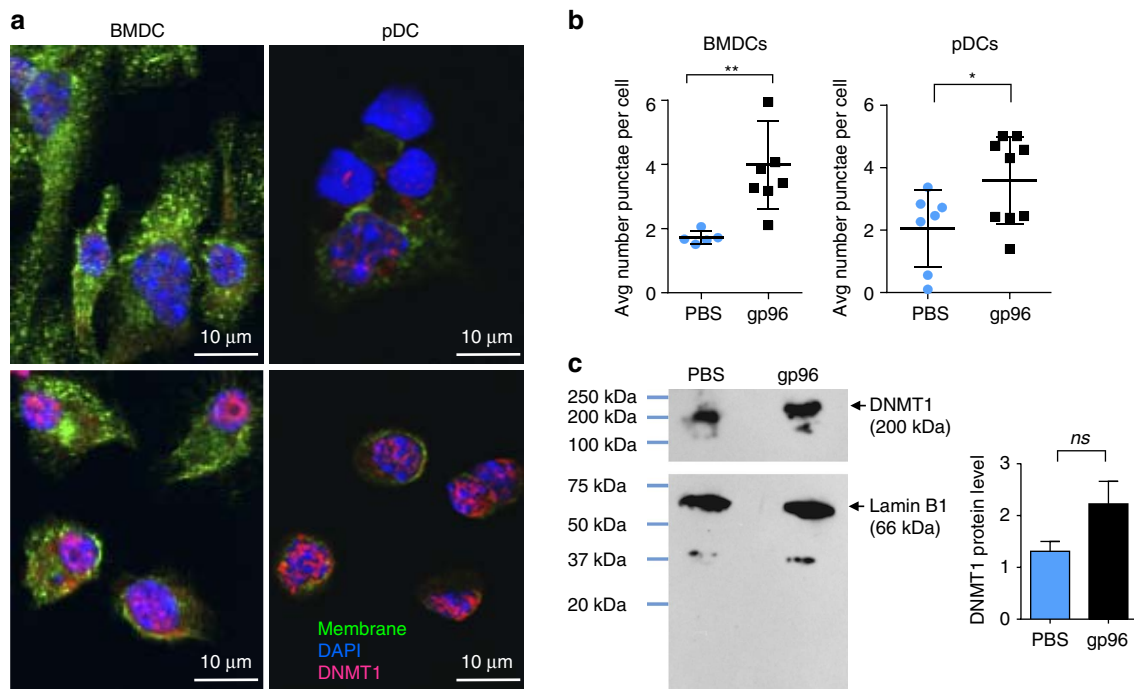 a
BMDC
pDC
10 µm
10 µm
10 µm
Membrane
DAPI
DNMT1
10 µm
b
BMDCs
pDCs
**
*
Avg number punctae per cell
6
4
2
0
PBS
gp96
Avg number punctae per cell
6
4
2
0
PBS
gp96
c
PBS
gp96
250 kDa
200 kDa
100 kDa
DNMT1
(200 kDa)
75 kDa
50 kDa
37 kDa
20 kDa
Lamin B1
(66 kDa)
ns
DNMT1 protein level
3
2
1
0
PBS
gp96